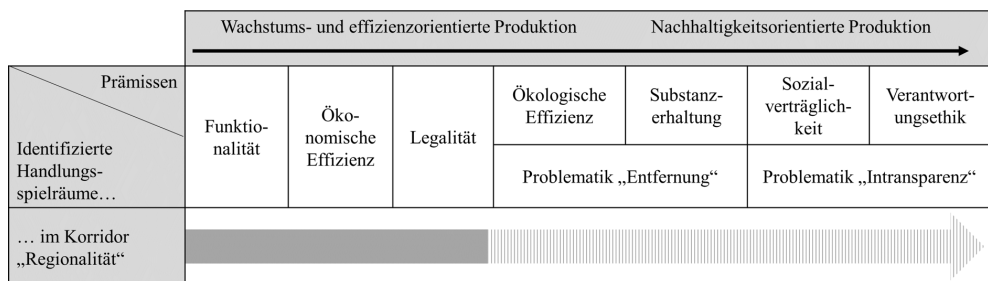 Wachstums- und effizienzorientierte Produktion Nachhaltigkeitsorientierte Produktion
Prämissen
Identifizierte
Handlungs-
spielräume…
Funktio-
nalität
Öko-
nomische
Effizienz
Legalität
Ökologische
Effizienz
Substanz-
erhaltung
Sozial-
verträglich-
keit
Verantwort-
ungsethik
Problematik „Entfernung“
Problematik „Intransparenz“
… im Korridor
„Regionalität“